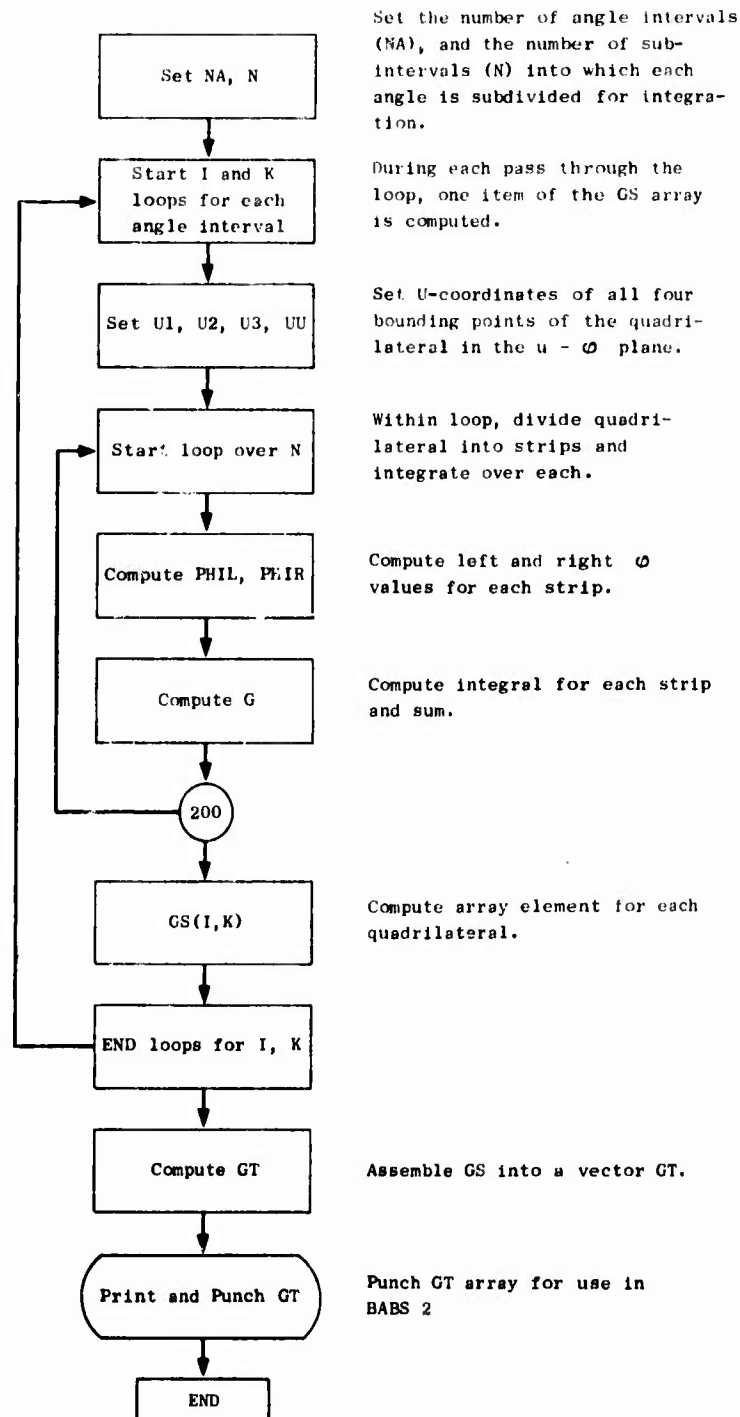 Set NA, N
Set the number of angle intervals
(NA), and the number of sub-
intervals (N) into which each
angle is subdivided for integra-
tion.
Start I and K
loops for each
angle interval
During each pass through the
loop, one item of the GS array
is computed.
Set U1, U2, U3, UU
Set U-coordinates of all four
bounding points of the quadri-
lateral in the u - φ plane.
Start loop over N
Within loop, divide quadri-
lateral into strips and
integrate over each.
Compute PHIL, PHIR
Compute left and right φ
values for each strip.
Compute G
Compute integral for each strip
and sum.
200
GS(I,K)
Compute array element for each
quadrilateral.
END loops for I, K
Compute GT
Assemble GS into a vector GT.
Print and Punch GT
Punch GT array for use in
BABS 2
END